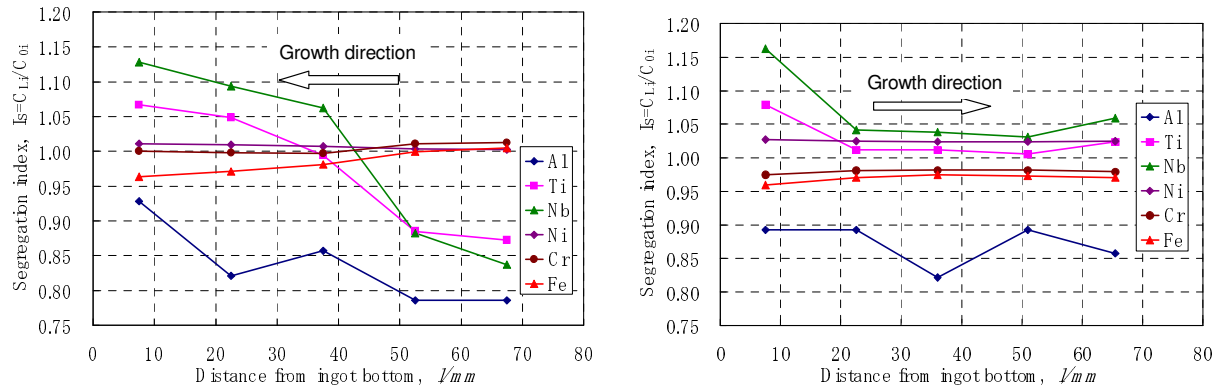 Segregation index, Is=C_Li/C_0i
1.20
1.15
1.10
1.05
1.00
0.95
0.90
0.85
0.80
0.75
Growth direction
Al
Ti
Nb
Ni
Cr
Fe
0 10 20 30 40 50 60 70 80
Distance from ingot bottom, l/mm
Segregation index, Is=C_Li/C_0i
1.20
1.15
1.10
1.05
1.00
0.95
0.90
0.85
0.80
0.75
Growth direction
Al
Ti
Nb
Ni
Cr
Fe
0 10 20 30 40 50 60 70 80
Distance from ingot bottom, l/mm